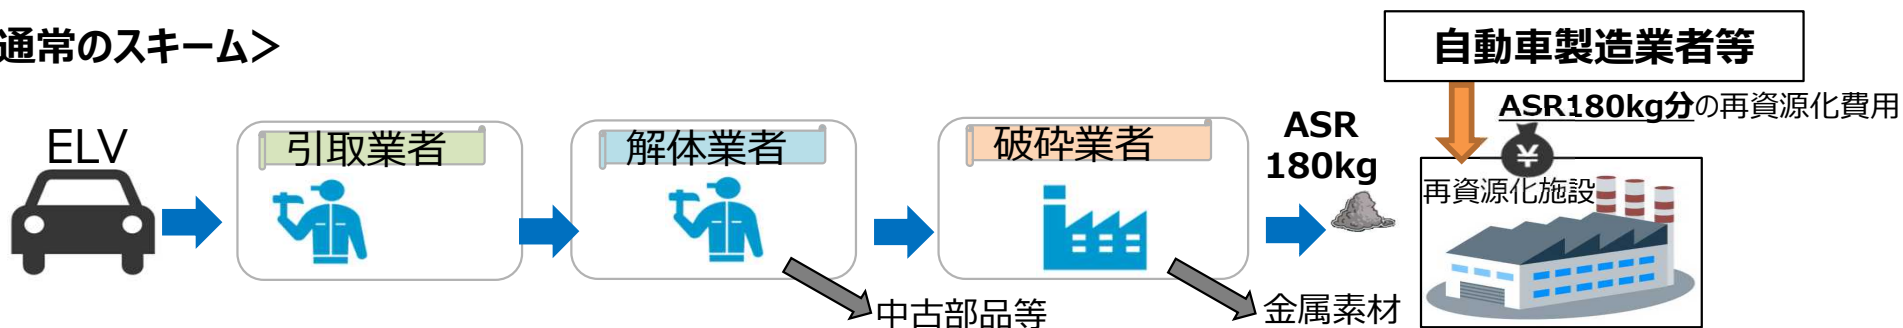 通常のスキーム＞
自動車製造業者等
ASR180kg分の再資源化費用
ELV
引取業者
解体業者
破砕業者
ASR
180kg
¥
再資源化施設
中古部品等
金属素材